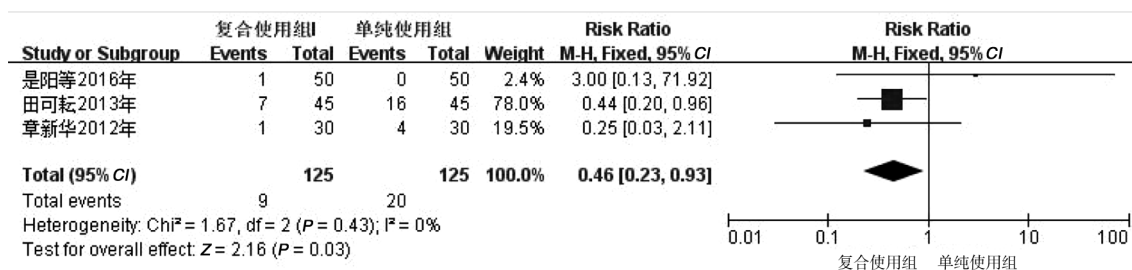 复合使用组I 单纯使用组 Risk Ratio Risk Ratio
Study or Subgroup Events Total Events Total Weight M-H, Fixed, 95% CI M-H, Fixed, 95% CI
是阳等2016年 1 50 0 50 2.4% 3.00 [0.13, 71.92]
田可耘2013年 7 45 16 45 78.0% 0.44 [0.20, 0.96]
章新华2012年 1 30 4 30 19.5% 0.25 [0.03, 2.11]
Total (95% CI) 125 125 100.0% 0.46 [0.23, 0.93]
Total events 9 20
Heterogeneity: Chi² = 1.67, df = 2 (P = 0.43); I² = 0%
Test for overall effect: Z = 2.16 (P = 0.03)
0.01 0.1 1 10 100
复合使用组 单纯使用组